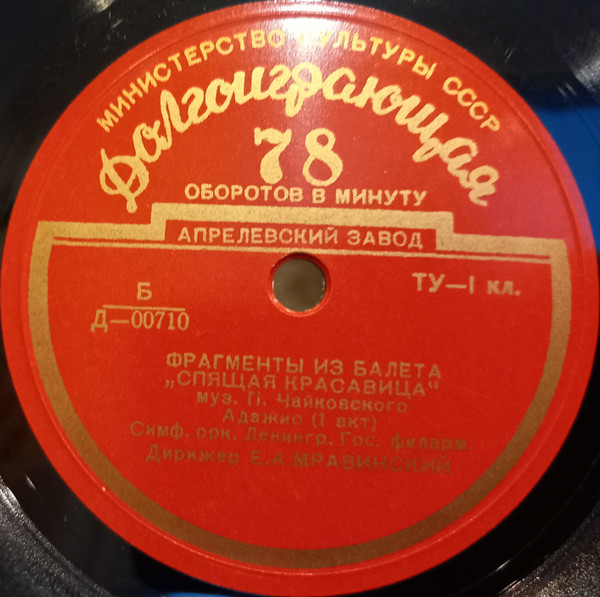 МИНИСТЕРСТВО КУЛЬТУРЫ СССР
Долгоиграющая
78
ОБОРОТОВ В МИНУТУ
АПРЕЛЕВСКИЙ ЗАВОД
ТУ—I кл.
Б
Д—00710
ФРАГМЕНТЫ ИЗ БАЛЕТА
„СПЯЩАЯ КРАСАВИЦА“
муз. П. Чайковского
Адажио (I акт)
Симф. орк. Ленингр. Гос. филарм.
Дирижер Е.А.МРАВИНСКИЙ